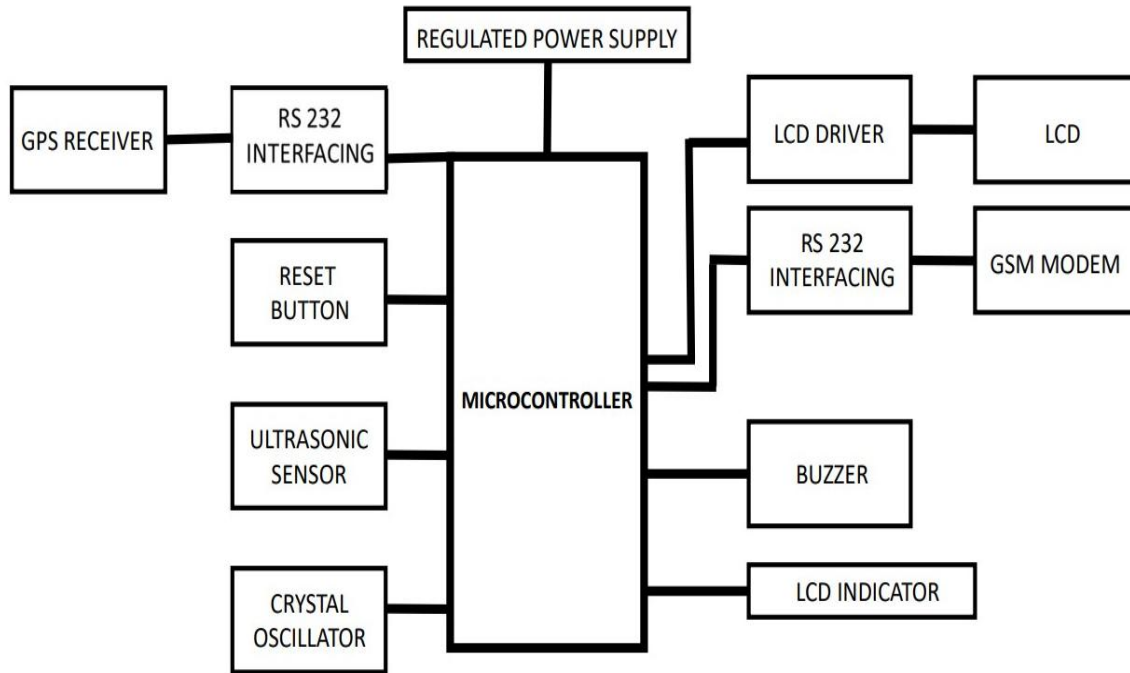 REGULATED POWER SUPPLY
GPS RECEIVER
RS 232
INTERFACING
LCD DRIVER
LCD
RESET
BUTTON
RS 232
INTERFACING
GSM MODEM
MICROCONTROLLER
ULTRASONIC
SENSOR
BUZZER
CRYSTAL
OSCILLATOR
LCD INDICATOR